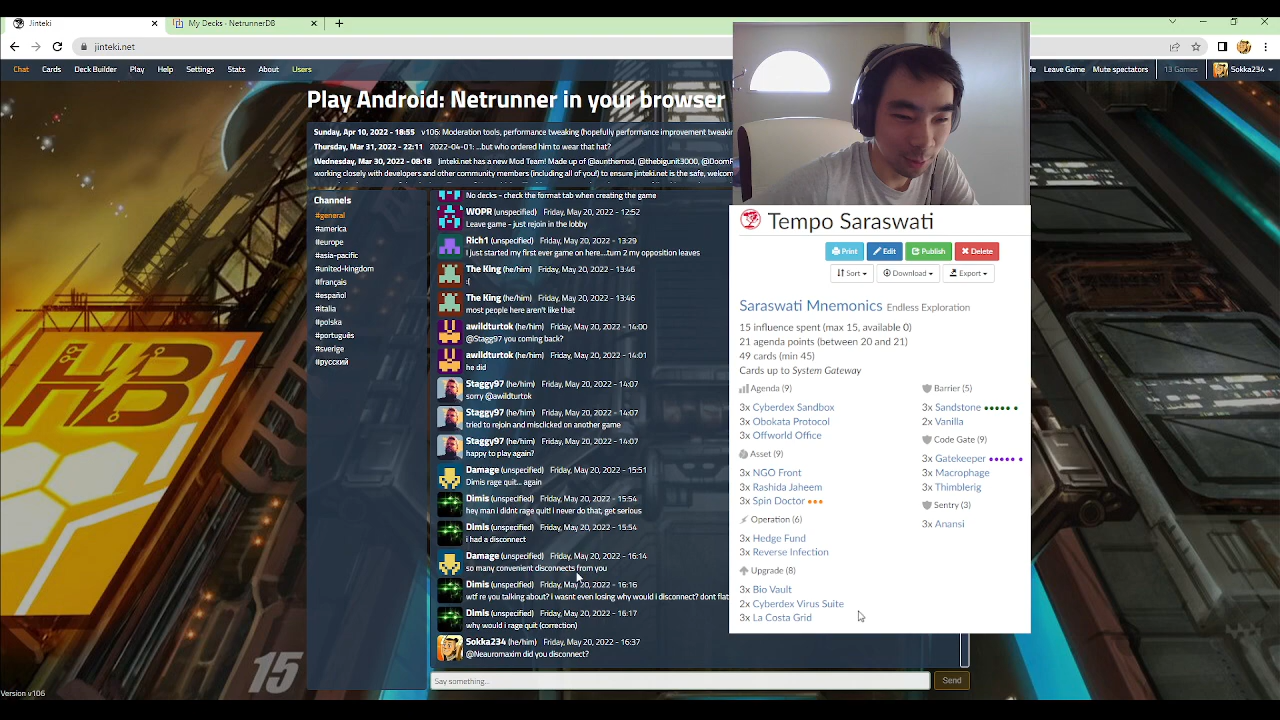 Jinteki
My Decks - NetrunnerDB
jinteki.net
Chat Cards Deck Builder Play Help Settings Stats About Users
Leave Game Mute spectators 13 Games Sokka234
Play Android: Netrunner in your browser
Sunday, Apr 10, 2022 - 18:55 v105: Moderation tools, performance tweaking (hopefully performance improvement
Thursday, Mar 31, 2022 - 22:11 2022-04-01: ...but who ordered him to wear that hat?
Wednesday, Mar 30, 2022 - 08:18 Jinteki.net has a new Mod Team! Made up of @authemod, @thebigunit3000,
working closely with developers and other community members (including all of you!) to ensure jinteki.net is the safe,
Channels
#general
#america
#europe
#asia-pacific
#united-kingdom
#français
#español
#italia
#polska
#português
#sverige
#русский
No decks - check the format tab when creating the game
WOPR (unspecified) Friday, May 20, 2022 - 12:52
Leave game - just rejoin in the lobby
Rich1 (unspecified) Friday, May 20, 2022 - 13:29
I just started my first ever game on here...turn 2 my opposition leaves
The King (he/him) Friday, May 20, 2022 - 13:46
:(
The King (he/him) Friday, May 20, 2022 - 13:46
most people here aren't like that
awildturtok (he/him) Friday, May 20, 2022 - 14:00
@Stagg97 you coming back?
awildturtok (he/him) Friday, May 20, 2022 - 14:01
he did
Staggy97 (he/him) Friday, May 20, 2022 - 14:07
sorry @awildturtok
Staggy97 (he/him) Friday, May 20, 2022 - 14:07
tried to rejoin and misclicked on another game
Staggy97 (he/him) Friday, May 20, 2022 - 14:07
happy to play again?
Damage (unspecified) Friday, May 20, 2022 - 15:51
Dimis rage quit... again
Dimis (unspecified) Friday, May 20, 2022 - 15:54
hey man i didnt rage quit! I never do that, get serious
Dimis (unspecified) Friday, May 20, 2022 - 15:54
i had a disconnect
Damage (unspecified) Friday, May 20, 2022 - 16:14
so many convenient disconnects from you
Dimis (unspecified) Friday, May 20, 2022 - 16:16
wtf re you talking about? I wasnt even losing why would i disconnect? dont
Dimis (unspecified) Friday, May 20, 2022 - 16:17
why would i rage quit (correction)
Sokka234 (he/him) Friday, May 20, 2022 - 16:37
@Neauromaxim did you disconnect?
Say something...
Send
Version v106
15
Tempo Saraswati
Print Edit Publish Delete
Sort Download Export
Saraswati Mnemonics Endless Exploration
15 influence spent (max 15, available 0)
21 agenda points (between 20 and 21)
49 cards (min 45)
Cards up to System Gateway
Agenda (9)
3x Cyberdex Sandbox
3x Obokata Protocol
3x Offworld Office
Asset (9)
3x NGO Front
3x Rashida Jaheem
3x Spin Doctor
Operation (6)
3x Hedge Fund
3x Reverse Infection
Upgrade (8)
3x Bio Vault
2x Cyberdex Virus Suite
3x La Costa Grid
Barrier (5)
3x Sandstone
2x Vanilla
Code Gate (9)
3x Gatekeeper
3x Macrophage
3x Thimblerig
Sentry (3)
3x Anansi